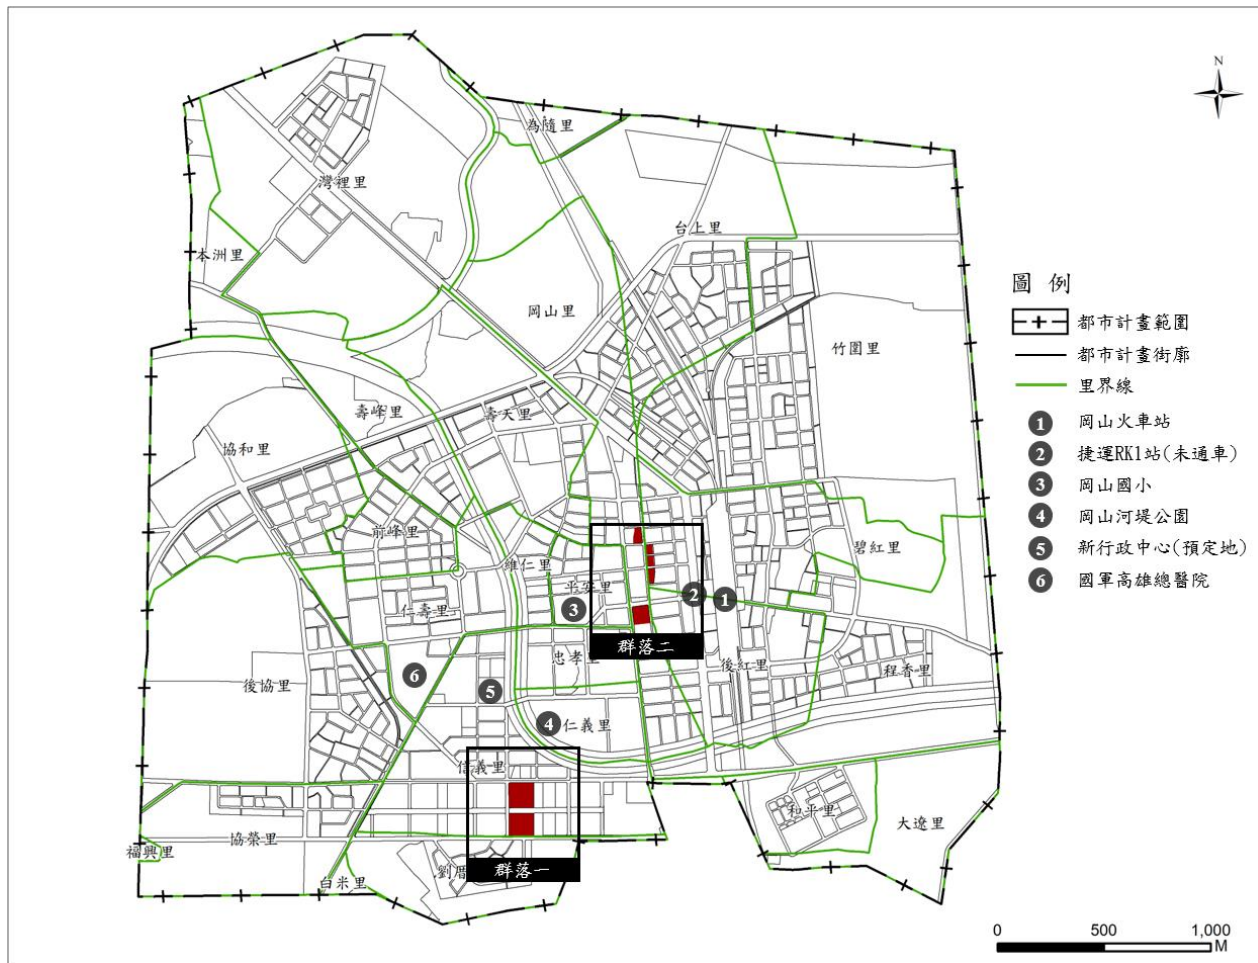 N
為隨里
灣裡里
台上里
本洲里
岡山里
圖 例
都市計畫範圍
竹圍里
都市計畫街廓
里界線
壽峰里
壽天里
1 岡山火車站
協和里
2 捷運RK1站(未通車)
3 岡山國小
4 岡山河堤公園
前峰里
碧紅里
5 新行政中心(預定地)
維仁里
6 國軍高雄總醫院
平安里
2
1
仁壽里
3
群落二
忠孝里
後紅里
程香里
6
後協里
5
4
仁義里
信義里
和平里
大遼里
協榮里
福興里
劉厝
群落一
白米里
0 500 1,000
M